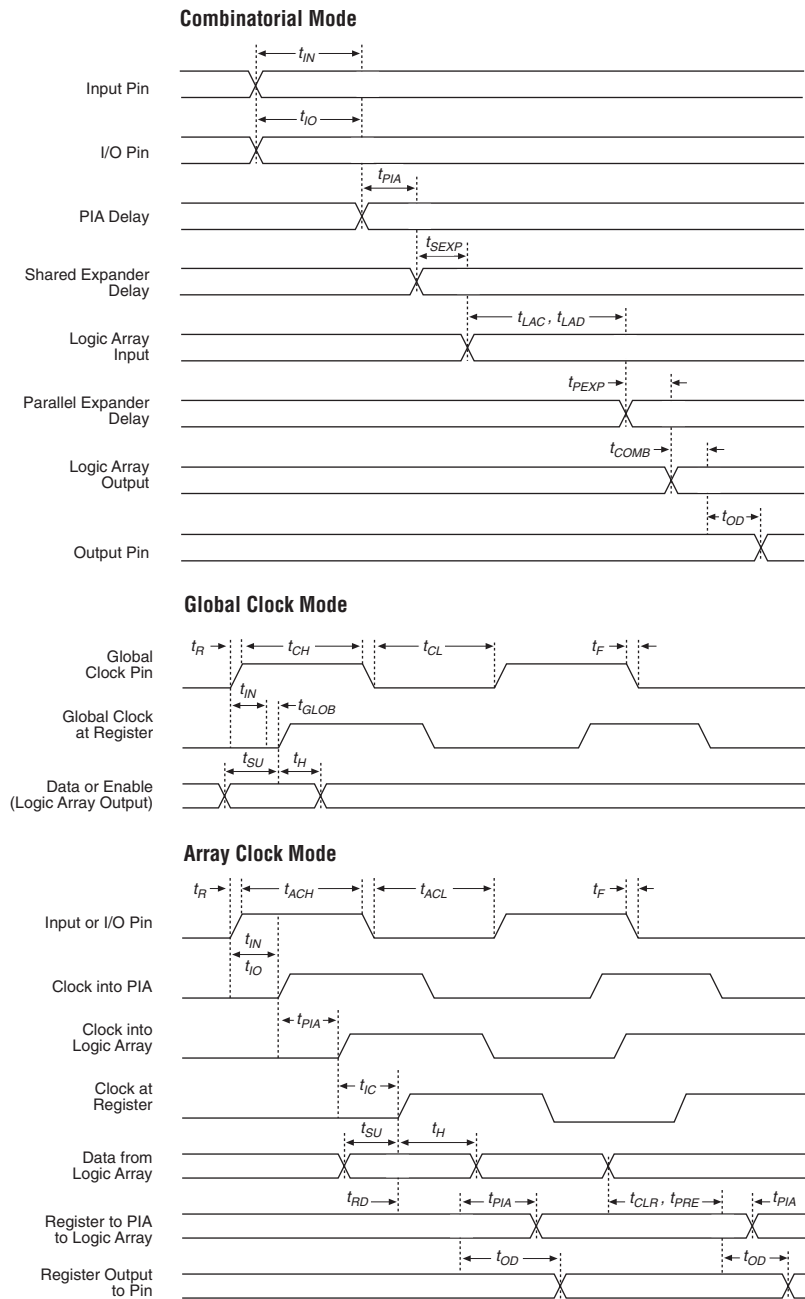 Combinatorial Mode
t_IN
Input Pin
t_IO
I/O Pin
t_PIA
PIA Delay
t_SEXP
Shared Expander
Delay
t_LAC , t_LAD
Logic Array
Input
t_PEXP
Parallel Expander
Delay
t_COMB
Logic Array
Output
t_OD
Output Pin
Global Clock Mode
t_R t_CH t_CL t_F
Global
Clock Pin
t_IN t_GLOB
Global Clock
at Register
t_SU t_H
Data or Enable
(Logic Array Output)
Array Clock Mode
t_R t_ACH t_ACL t_F
Input or I/O Pin
t_IN
t_IO
Clock into PIA
t_PIA
Clock into
Logic Array
t_IC
Clock at
Register
t_SU t_H
Data from
Logic Array
t_RD t_PIA t_CLR , t_PRE t_PIA
Register to PIA
to Logic Array
t_OD t_OD
Register Output
to Pin